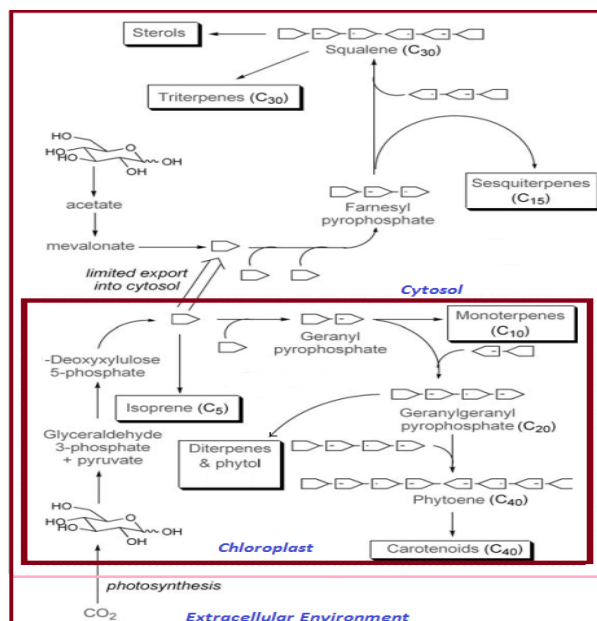 Sterols
Squalene (C30)
Triterpenes (C30)
HO
HO
HO
O
OH
OH
acetate
Sesquiterpenes
(C15)
Farnesyl
pyrophosphate
mevalonate
limited export
into cytosol
Cytosol
Monoterpenes
(C10)
Geranyl
pyrophosphate
-Deoxyxylulose
5-phosphate
Isoprene (C5)
Geranylgeranyl
pyrophosphate (C20)
Glyceraldehyde
3-phosphate
+ pyruvate
Diterpenes
& phytol
Phytoene (C40)
HO
HO
HO
O
OH
OH
Chloroplast
Carotenoids (C40)
photosynthesis
CO2
Extracellular Environment